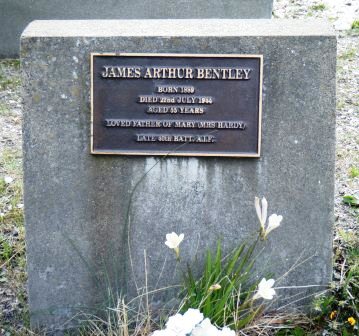 JAMES ARTHUR BENTLEY
BORN 1889
DIED 22nd JULY 1944
AGED 55 YEARS
LOVED FATHER OF MARY (MRS HARDY)
LATE 40th BATT. A.I.F.